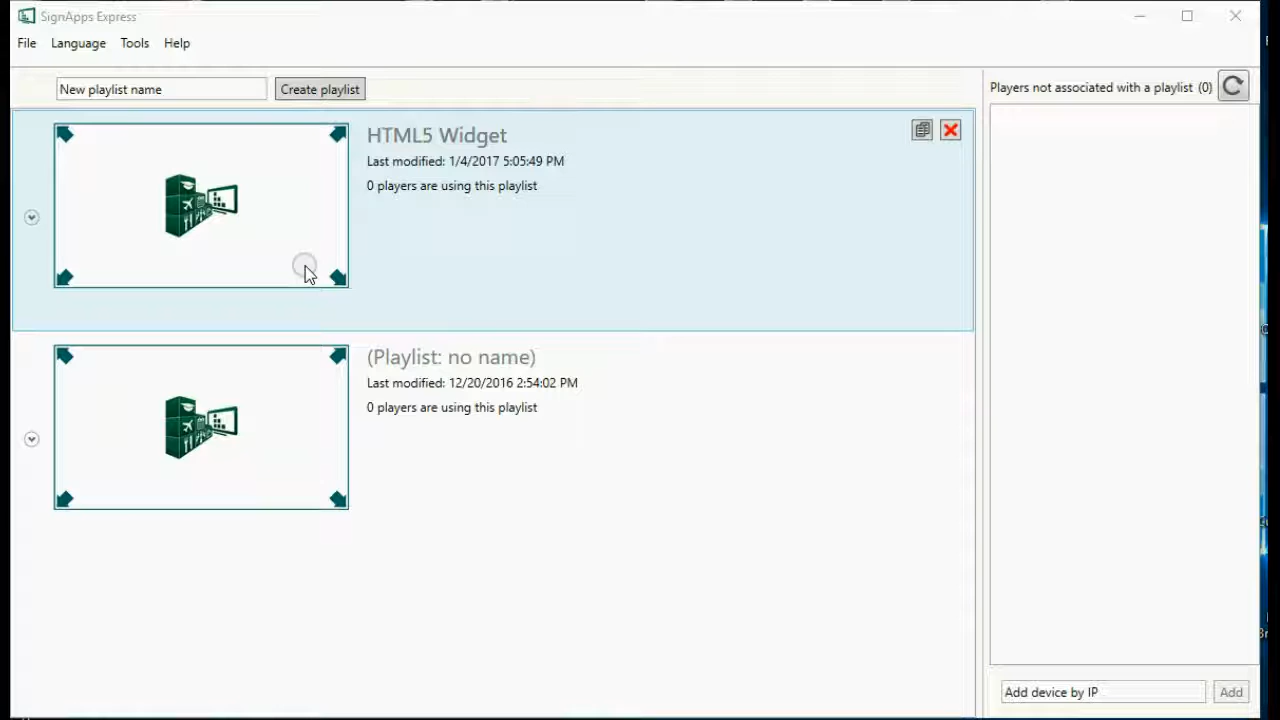 SignApps Express
File Language Tools Help
New playlist name Create playlist
Players not associated with a playlist (0)
HTML5 Widget
Last modified: 1/4/2017 5:05:49 PM
0 players are using this playlist
(Playlist: no name)
Last modified: 12/20/2016 2:54:02 PM
0 players are using this playlist
Add device by IP Add